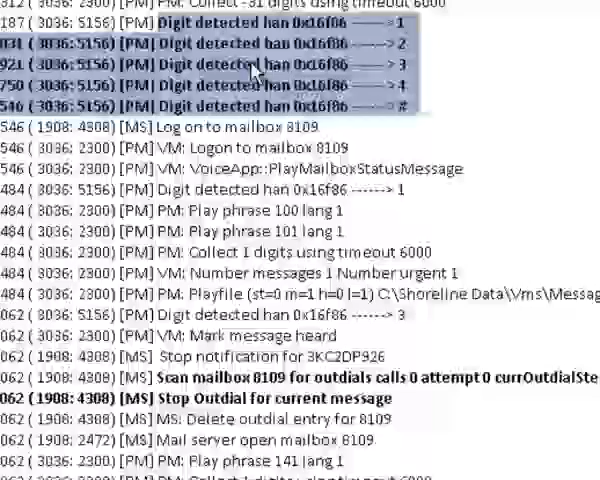 312 ( 3036: 2300) [PM] PM: Collect -31 digits using timeout 6000
187 ( 3036: 5156) [PM] Digit detected han 0x16f86 ------> 1
031 ( 3036: 5156) [PM] Digit detected han 0x16f86 ------> 2
921 ( 3036: 5156) [PM] Digit detected han 0x16f86 ------> 3
750 ( 3036: 5156) [PM] Digit detected han 0x16f86 ------> 4
546 ( 3036: 5156) [PM] Digit detected han 0x16f86 ------> #
546 ( 1908: 4308) [MS] Log on to mailbox 8109
546 ( 3036: 2300) [PM] VM: Logon to mailbox 8109
546 ( 3036: 2300) [PM] VM: VoiceApp::PlayMailboxStatusMessage
484 ( 3036: 5156) [PM] Digit detected han 0x16f86 ------> 1
484 ( 3036: 2300) [PM] PM: Play phrase 100 lang 1
484 ( 3036: 2300) [PM] PM: Play phrase 101 lang 1
484 ( 3036: 2300) [PM] PM: Collect 1 digits using timeout 6000
484 ( 3036: 2300) [PM] VM: Number messages 1 Number urgent 1
484 ( 3036: 2300) [PM] PM: Playfile (st=0 m=1 h=0 l=1) C:\Shoreline Data\Vms\Messag
062 ( 3036: 5156) [PM] Digit detected han 0x16f86 ------> 3
062 ( 3036: 2300) [PM] VM: Mark message heard
062 ( 1908: 4308) [MS] Stop notification for 3KC2DP926
062 ( 1908: 4308) [MS] Scan mailbox 8109 for outdials calls 0 attempt 0 currOutdialSte
062 ( 1908: 4308) [MS] Stop Outdial for current message
062 ( 1908: 4308) [MS] MS: Delete outdial entry for 8109
062 ( 1908: 2472) [MS] Mail server open mailbox 8109
062 ( 3036: 2300) [PM] PM: Play phrase 141 lang 1
062 ( 3036: 2300) [PM] PM: Collect 1 digits using timeout 6000